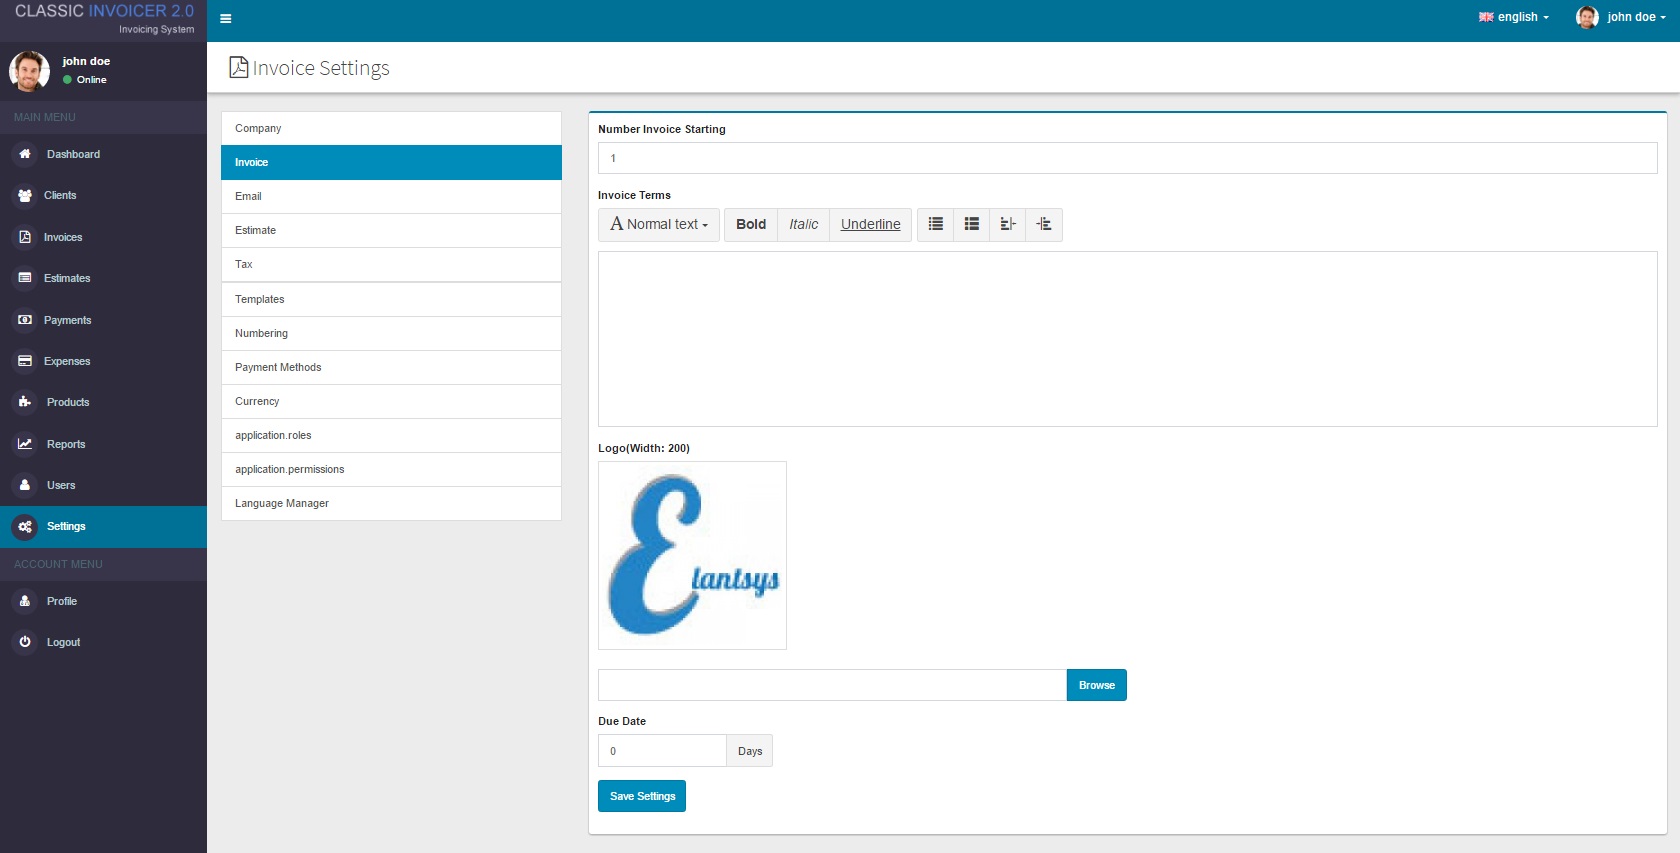 CLASSIC INVOICER 2.0
Invoicing System
english
john doe
john doe
Online
Invoice Settings
MAIN MENU
Dashboard
Clients
Invoices
Estimates
Payments
Expenses
Products
Reports
Users
Settings
ACCOUNT MENU
Profile
Logout
Company
Invoice
Email
Estimate
Tax
Templates
Numbering
Payment Methods
Currency
application.roles
application.permissions
Language Manager
Number Invoice Starting
1
Invoice Terms
A Normal text Bold Italic Underline
Logo(Width: 200)
Elantsys
Browse
Due Date
0 Days
Save Settings